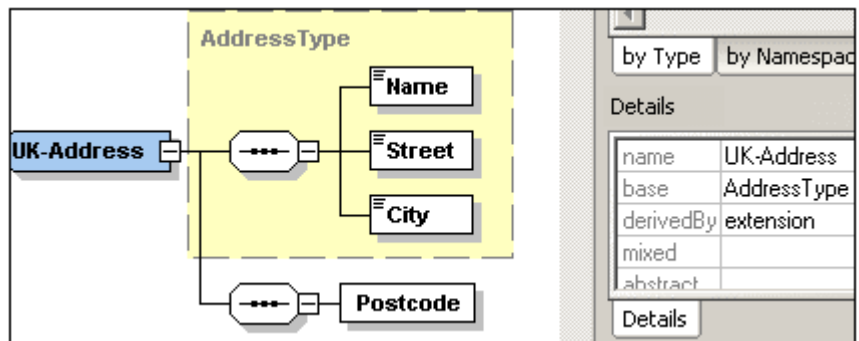 AddressType
Name
UK-Address
Street
City
Postcode
by Type
by Namespac
Details
name UK-Address
base AddressType
derivedBy extension
mixed
abstract
Details